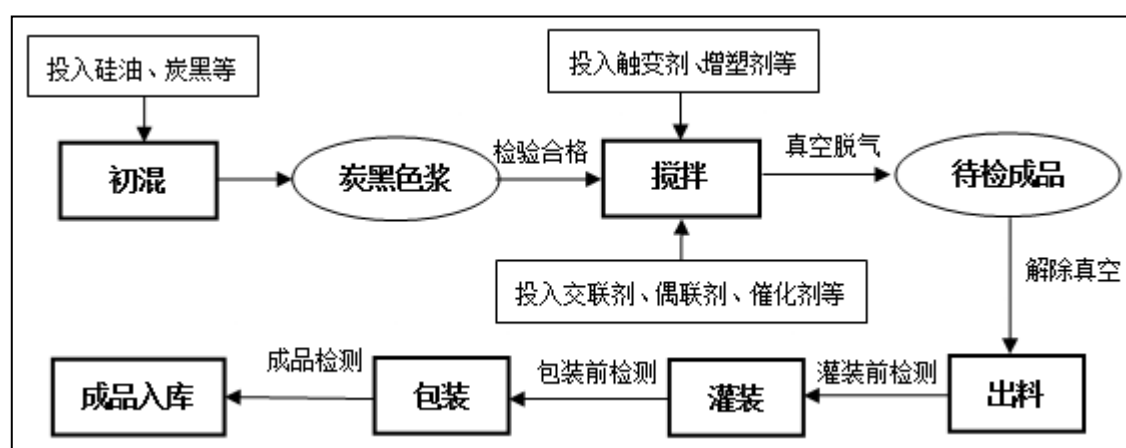 投入硅油、炭黑等
投入触变剂、增塑剂等
初混
炭黑色浆
检验合格
搅拌
真空脱气
待检成品
投入交联剂、偶联剂、催化剂等
解除真空
出料
灌装前检测
灌装
包装前检测
包装
成品检测
成品入库